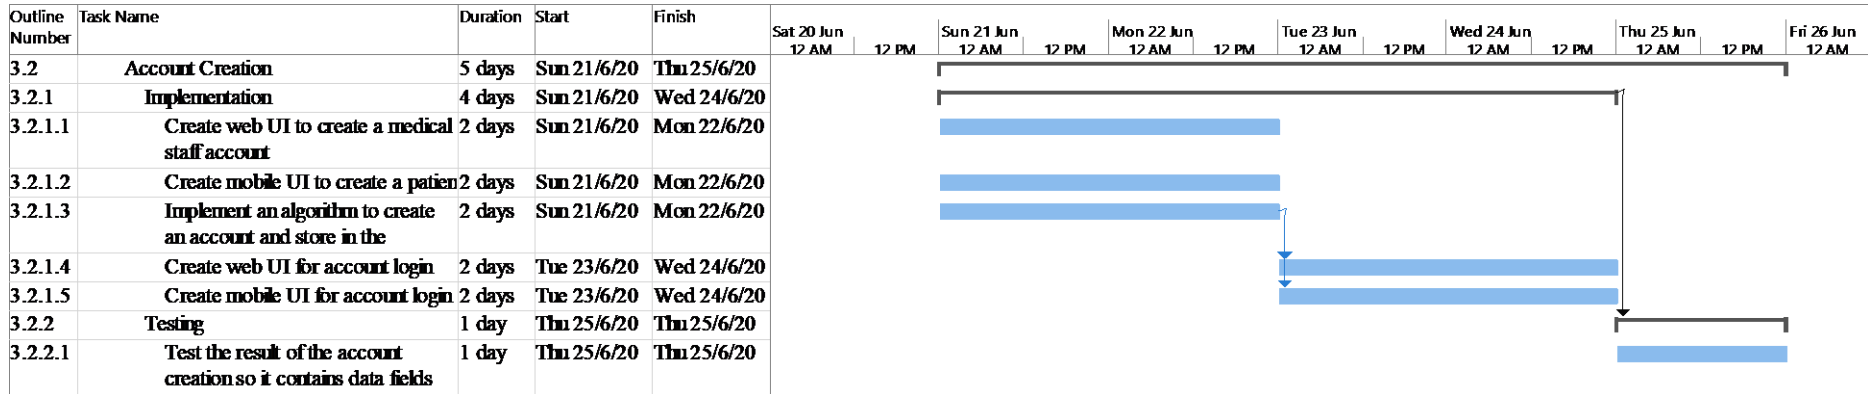 Outline Number Task Name Duration Start Finish
Sat 20 Jun Sun 21 Jun Mon 22 Jun Tue 23 Jun Wed 24 Jun Thu 25 Jun Fri 26 Jun
12 AM 12 PM 12 AM 12 PM 12 AM 12 PM 12 AM 12 PM 12 AM 12 PM 12 AM 12 PM 12 AM
3.2 Account Creation 5 days Sun 21/6/20 Thu 25/6/20
3.2.1 Implementation 4 days Sun 21/6/20 Wed 24/6/20
3.2.1.1 Create web UI to create a medical 2 days Sun 21/6/20 Mon 22/6/20
staff account
3.2.1.2 Create mobile UI to create a patien 2 days Sun 21/6/20 Mon 22/6/20
3.2.1.3 Implement an algorithm to create 2 days Sun 21/6/20 Mon 22/6/20
an account and store in the
3.2.1.4 Create web UI for account login 2 days Tue 23/6/20 Wed 24/6/20
3.2.1.5 Create mobile UI for account login 2 days Tue 23/6/20 Wed 24/6/20
3.2.2 Testing 1 day Thu 25/6/20 Thu 25/6/20
3.2.2.1 Test the result of the account 1 day Thu 25/6/20 Thu 25/6/20
creation so it contains data fields